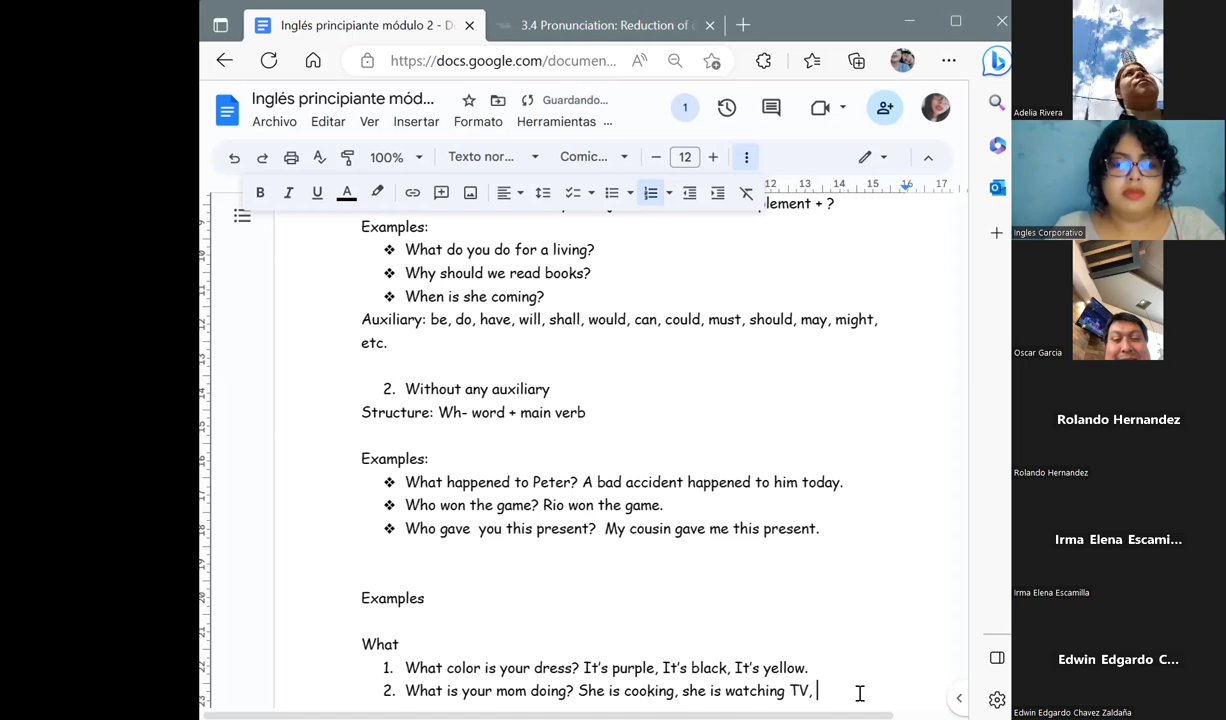 Inglés principiante módulo 2 - D
3.4 Pronunciation: Reduction of
https://docs.google.com/documen...
Inglés principiante mód...
Guardando...
Archivo Editar Ver Insertar Formato Herramientas ...
1
100% Texto nor... Comic... 12
12 13 14 15 16 17
plement + ?
Examples:
What do you do for a living?
Why should we read books?
When is she coming?
Auxiliary: be, do, have, will, shall, would, can, could, must, should, may, might,
etc.
2. Without any auxiliary
Structure: Wh- word + main verb
Examples:
What happened to Peter? A bad accident happened to him today.
Who won the game? Rio won the game.
Who gave you this present? My cousin gave me this present.
Examples
What
1. What color is your dress? It's purple, It's black, It's yellow.
2. What is your mom doing? She is cooking, she is watching TV,
Adelia Rivera
Ingles Corporativo
Oscar Garcia
Rolando Hernandez
Rolando Hernandez
Irma Elena Escami...
Irma Elena Escamilla
Edwin Edgardo C...
Edwin Edgardo Chavez Zaldaña